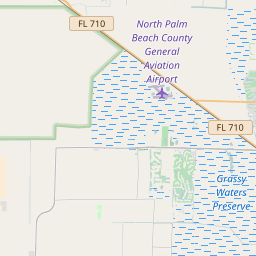 FL 710
North Palm
Beach County
General
Aviation
Airport
FL 710
Grassy
Waters
Preserve